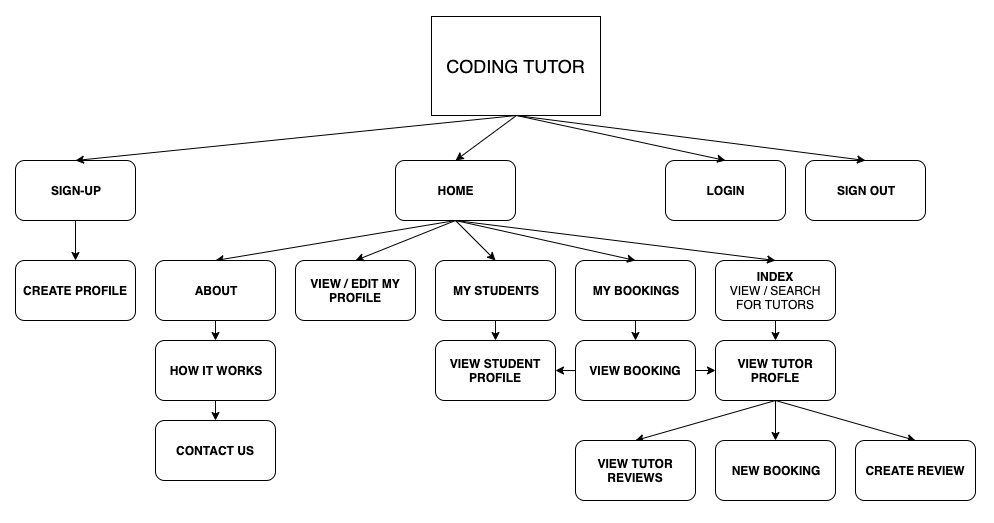 CODING TUTOR
SIGN-UP
HOME
LOGIN
SIGN OUT
CREATE PROFILE
ABOUT
VIEW / EDIT MY
PROFILE
MY STUDENTS
MY BOOKINGS
INDEX
VIEW / SEARCH
FOR TUTORS
HOW IT WORKS
VIEW STUDENT
PROFILE
VIEW BOOKING
VIEW TUTOR
PROFLE
CONTACT US
VIEW TUTOR
REVIEWS
NEW BOOKING
CREATE REVIEW